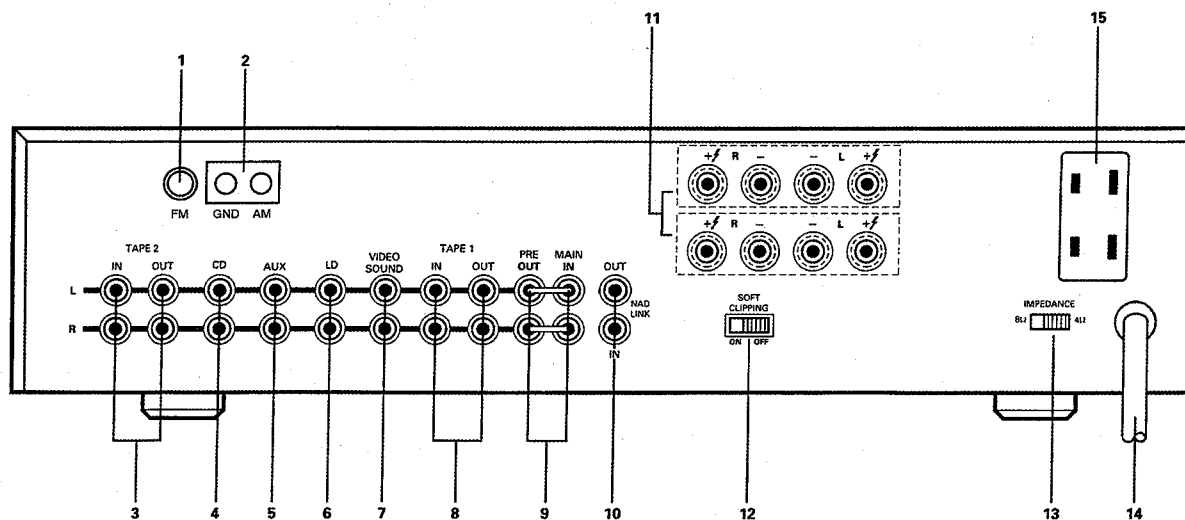 11 15
1 2
+ R – – L +
FM GND AM
+ R – – L +
TAPE 2 TAPE 1 PRE MAIN
IN OUT CD AUX LD VIDEO SOUND IN OUT OUT IN OUT
L
NAD LINK
SOFT CLIPPING
IMPEDANCE
R
8Ω 4Ω
ON OFF
IN
3 4 5 6 7 8 9 10 12 13 14